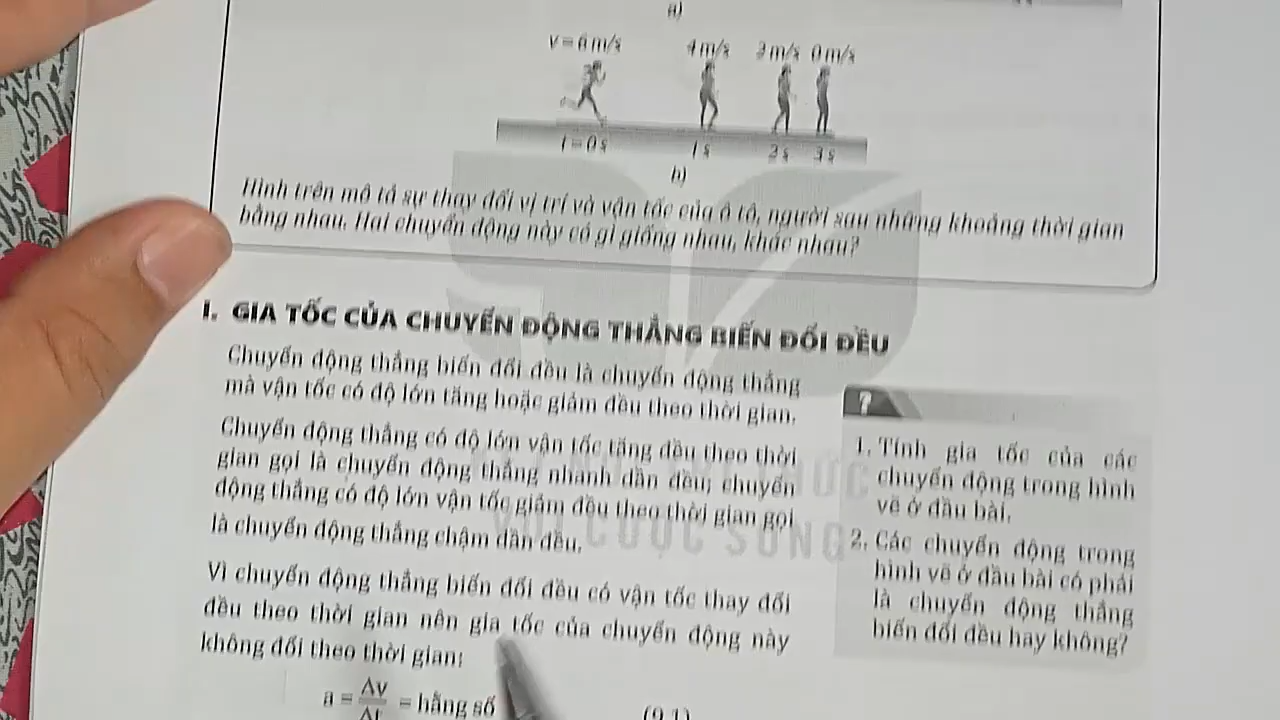 a)
v = 6 m/s 4 m/s 2 m/s 0 m/s
t = 0 s 1 s 2 s 3 s
b)
Hình trên mô tả sự thay đổi vị trí và vận tốc của ô tô, người sau những khoảng thời gian
bằng nhau. Hai chuyển động này có gì giống nhau, khác nhau?
I. GIA TỐC CỦA CHUYỂN ĐỘNG THẲNG BIẾN ĐỔI ĐỀU
Chuyển động thẳng biến đổi đều là chuyển động thẳng
mà vận tốc có độ lớn tăng hoặc giảm đều theo thời gian.
Chuyển động thẳng có độ lớn vận tốc tăng đều theo thời
gian gọi là chuyển động thẳng nhanh dần đều; chuyển
động thẳng có độ lớn vận tốc giảm đều theo thời gian gọi
là chuyển động thẳng chậm dần đều.
Vì chuyển động thẳng biến đổi đều có vận tốc thay đổi
đều theo thời gian nên gia tốc của chuyển động này
không đổi theo thời gian:
a = Δv/Δt = hằng số (9.1)
?
1. Tính gia tốc của các
chuyển động trong hình
vẽ ở đầu bài.
2. Các chuyển động trong
hình vẽ ở đầu bài có phải
là chuyển động thẳng
biến đổi đều hay không?
VỚI CUỘC SỐNG